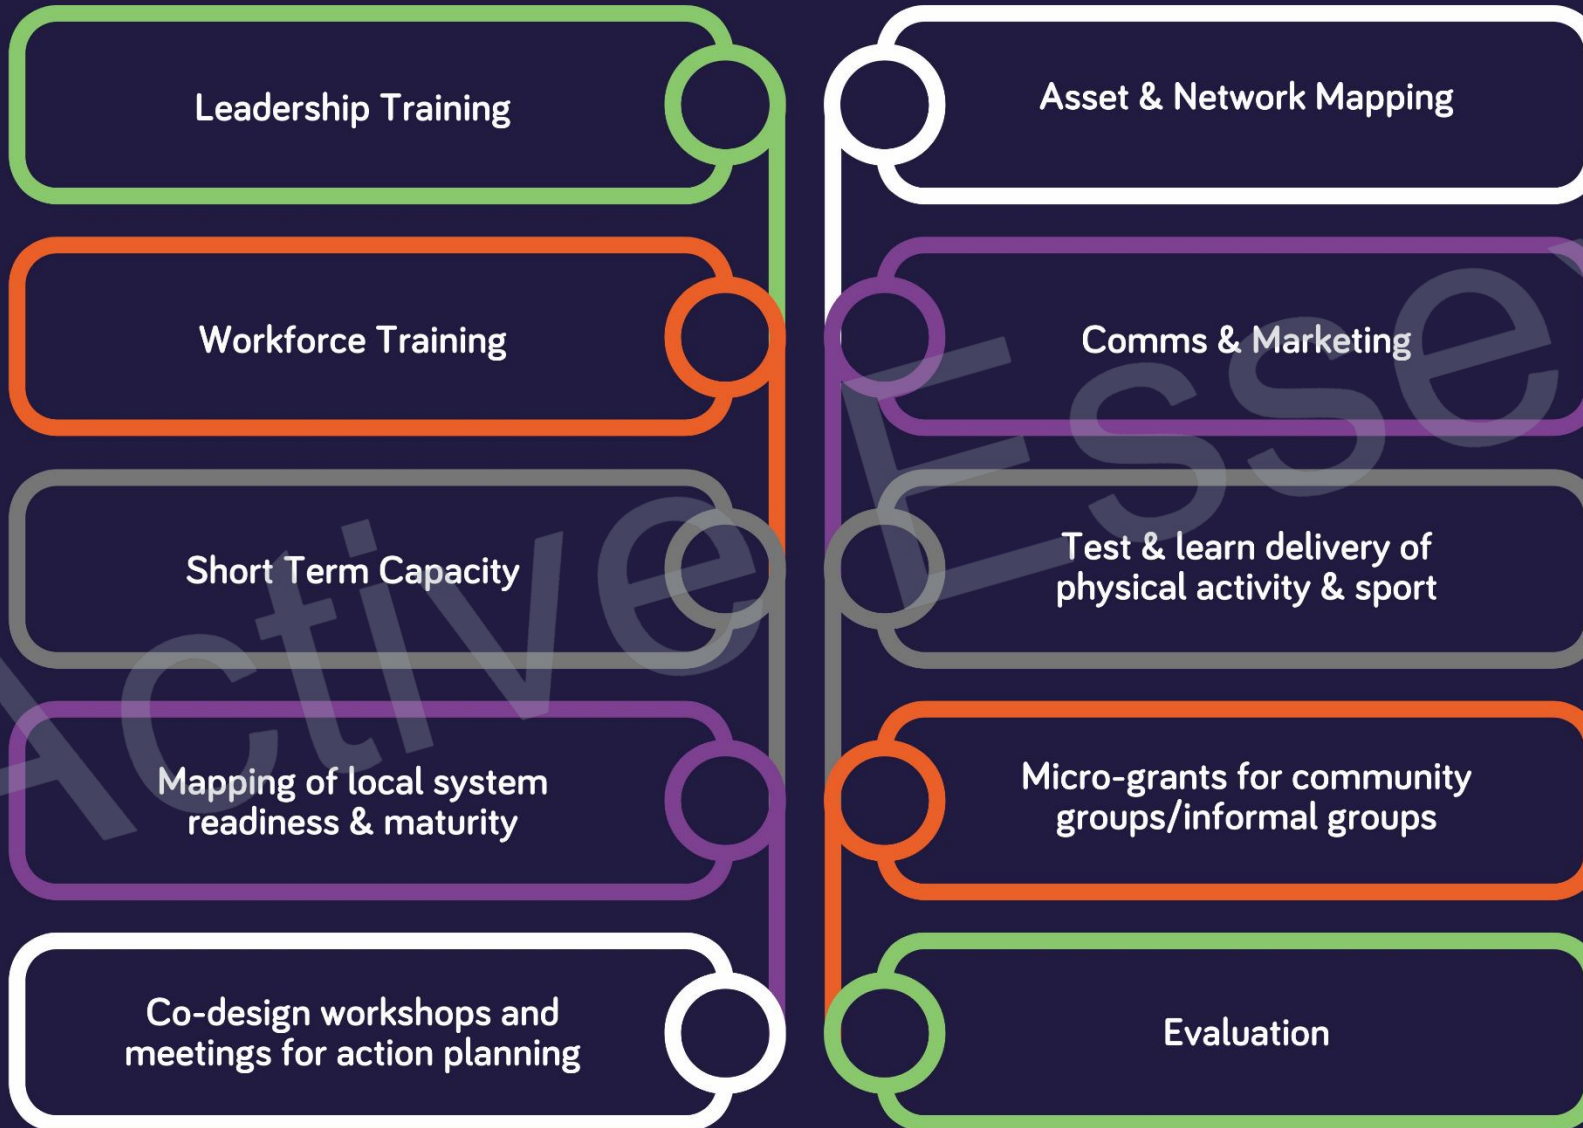 Leadership Training
Workforce Training
Short Term Capacity
Mapping of local system
readiness & maturity
Co-design workshops and
meetings for action planning
Asset & Network Mapping
Comms & Marketing
Test & learn delivery of
physical activity & sport
Micro-grants for community
groups/informal groups
Evaluation
Active Essex